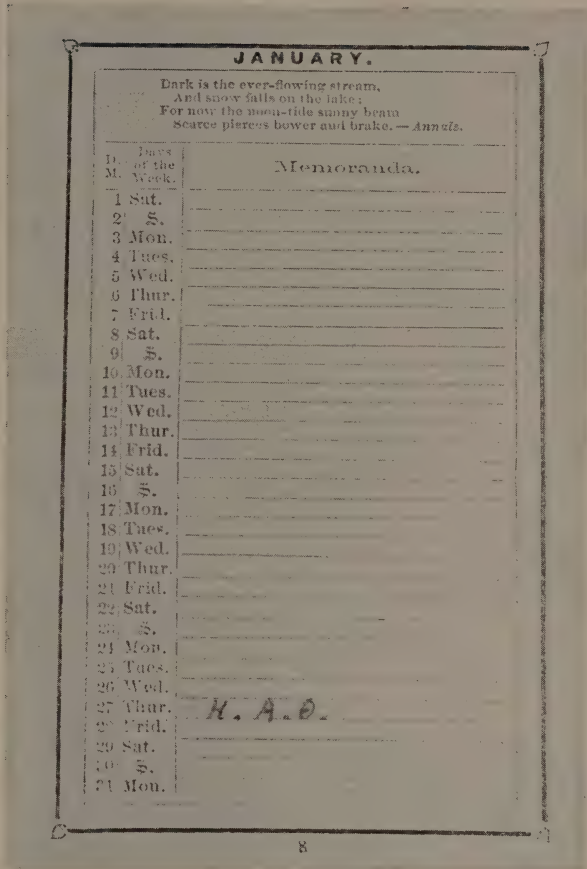 JANUARY.
Dark is the ever-flowing stream,
And snow falls on the lake;
For now the noon-tide sunny beam
Scarce pierces bower and brake. — Annals.
D. M. Days of the Week. Memoranda.
1 Sat.
2 S.
3 Mon.
4 Tues.
5 Wed.
6 Thur.
7 Frid.
8 Sat.
9 S.
10 Mon.
11 Tues.
12 Wed.
13 Thur.
14 Frid.
15 Sat.
16 S.
17 Mon.
18 Tues.
19 Wed.
20 Thur.
21 Frid.
22 Sat.
23 S.
24 Mon.
25 Tues.
26 Wed.
27 Thur. H. A. O.
28 Frid.
29 Sat.
30 S.
31 Mon.
8